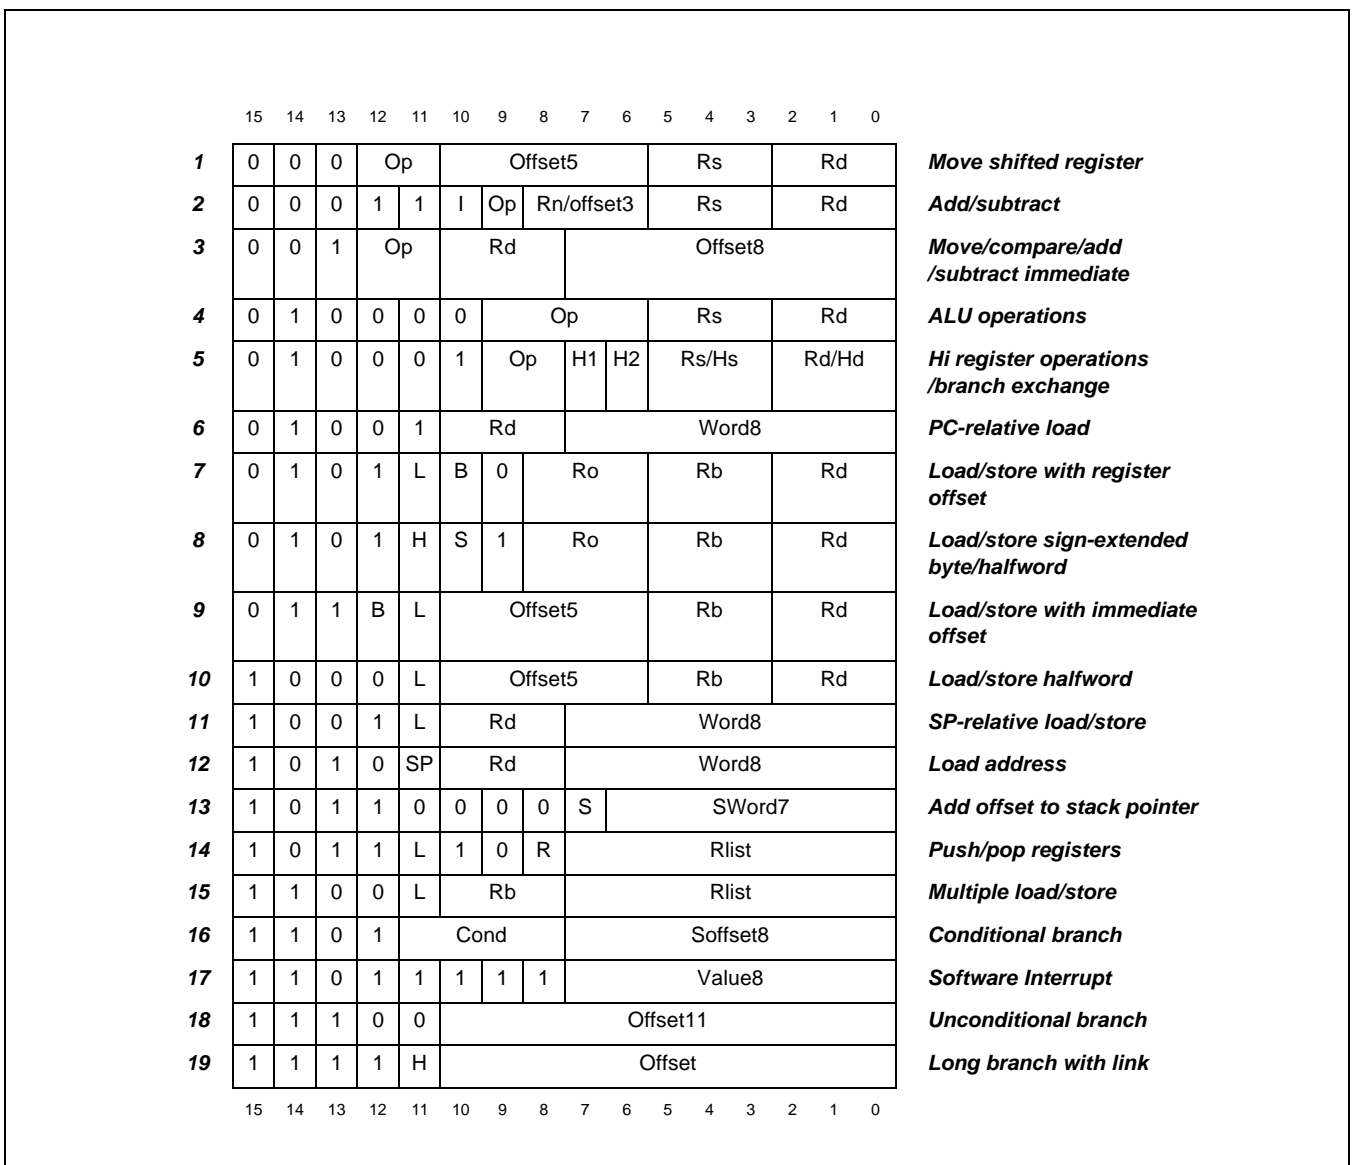 15 14 13 12 11 10 9 8 7 6 5 4 3 2 1 0
1 0 0 0 Op Offset5 Rs Rd Move shifted register
2 0 0 0 1 1 I Op Rn/offset3 Rs Rd Add/subtract
3 0 0 1 Op Rd Offset8 Move/compare/add
/subtract immediate
4 0 1 0 0 0 0 Op Rs Rd ALU operations
5 0 1 0 0 0 1 Op H1 H2 Rs/Hs Rd/Hd Hi register operations
/branch exchange
6 0 1 0 0 1 Rd Word8 PC-relative load
7 0 1 0 1 L B 0 Ro Rb Rd Load/store with register
offset
8 0 1 0 1 H S 1 Ro Rb Rd Load/store sign-extended
byte/halfword
9 0 1 1 B L Offset5 Rb Rd Load/store with immediate
offset
10 1 0 0 0 L Offset5 Rb Rd Load/store halfword
11 1 0 0 1 L Rd Word8 SP-relative load/store
12 1 0 1 0 SP Rd Word8 Load address
13 1 0 1 1 0 0 0 0 S SWord7 Add offset to stack pointer
14 1 0 1 1 L 1 0 R Rlist Push/pop registers
15 1 1 0 0 L Rb Rlist Multiple load/store
16 1 1 0 1 Cond Soffset8 Conditional branch
17 1 1 0 1 1 1 1 1 Value8 Software Interrupt
18 1 1 1 0 0 Offset11 Unconditional branch
19 1 1 1 1 H Offset Long branch with link
15 14 13 12 11 10 9 8 7 6 5 4 3 2 1 0